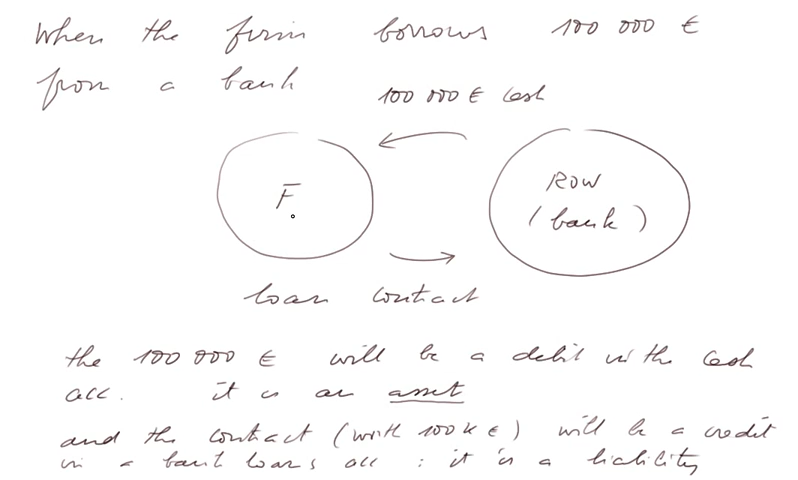 When the firm borrows 100 000 €
from a bank
100 000 € cash
F
ROW
(bank)
loan contract
the 100 000 € will be a debit in the cash
acc. it is an asset
and the contract (with 100 k €) will be a credit
in a bank loans acc : it is a liability